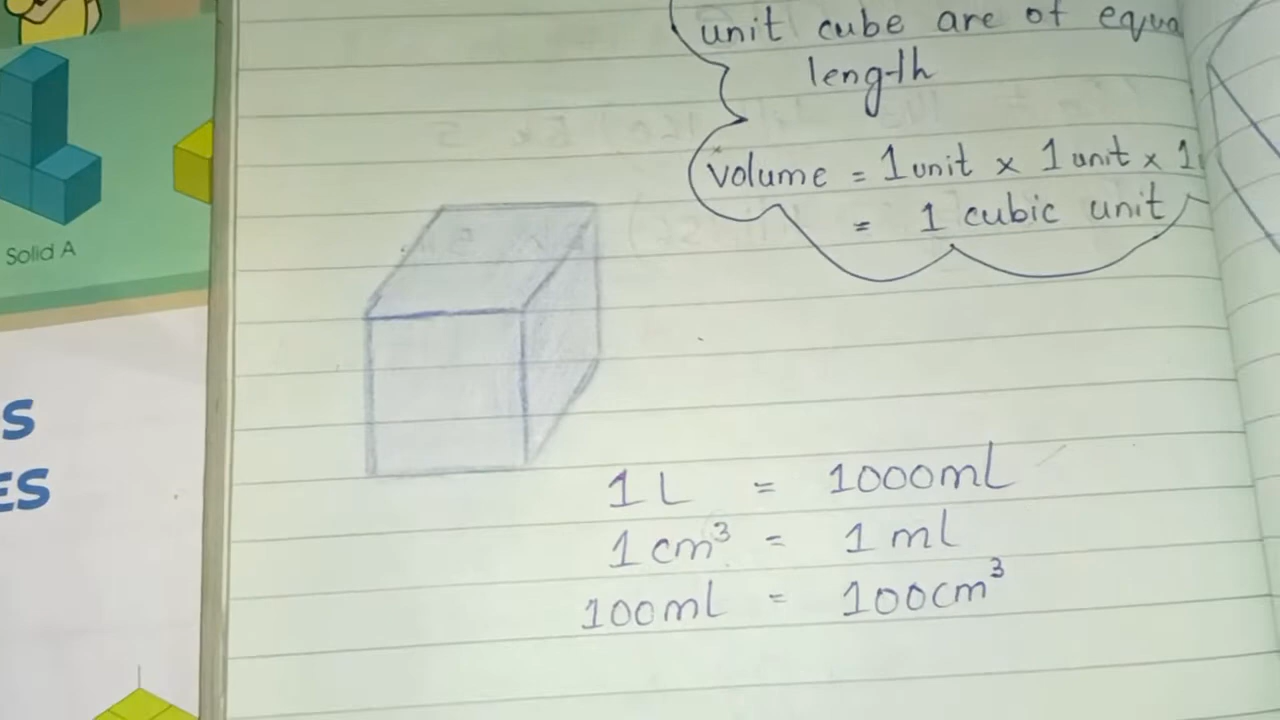 unit cube are of equa
length
volume = 1 unit x 1 unit x 1
= 1 cubic unit
Solid A
S
ES
1 L = 1000ml
1 cm³ = 1 ml
100ml = 100cm³